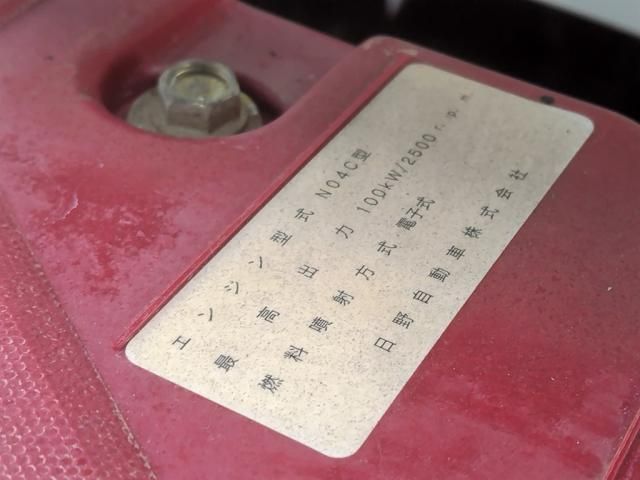 エンジン型式 N04C型
最高出力 100kW/2500r.p.m.
燃料噴射方式 電子式
日野自動車株式会社